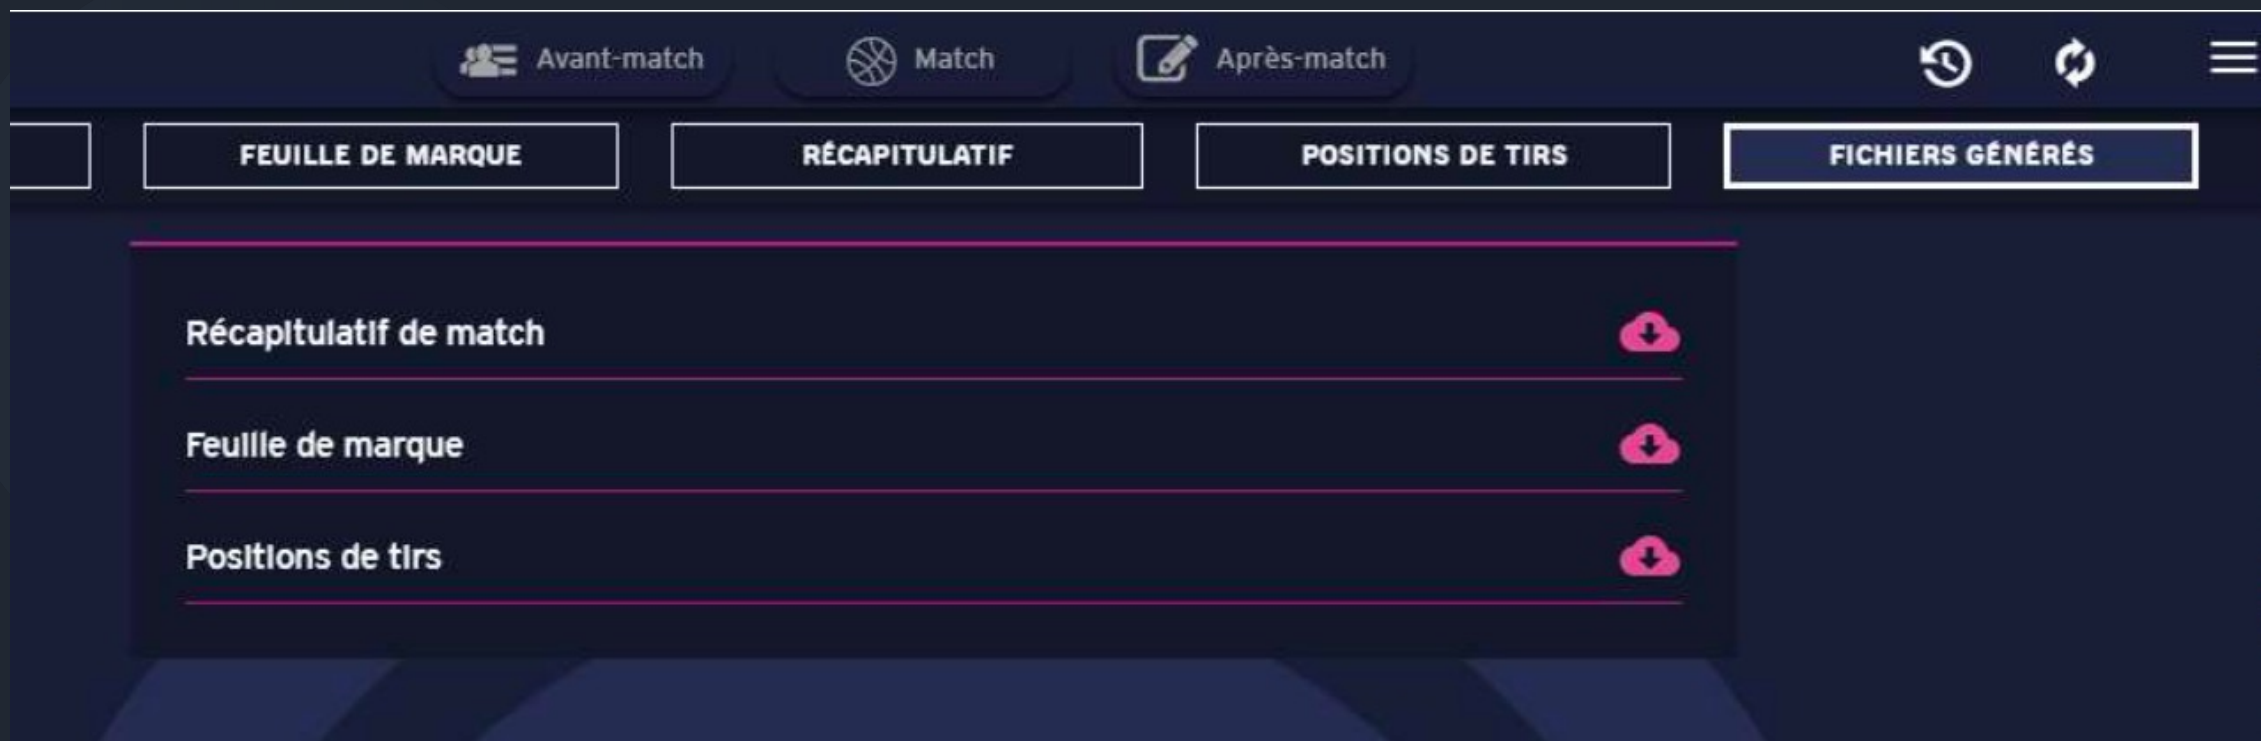 Avant-match
Match
Après-match
FEUILLE DE MARQUE
RÉCAPITULATIF
POSITIONS DE TIRS
FICHIERS GÉNÉRÉS
Récapitulatif de match
Feuille de marque
Positions de tirs